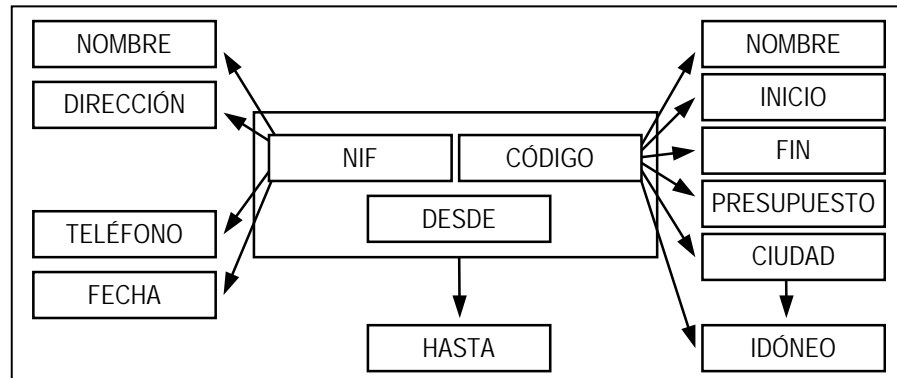 NOMBRE
NOMBRE
DIRECCIÓN
INICIO
NIF
CÓDIGO
FIN
PRESUPUESTO
DESDE
TELÉFONO
CIUDAD
FECHA
HASTA
IDÓNEO